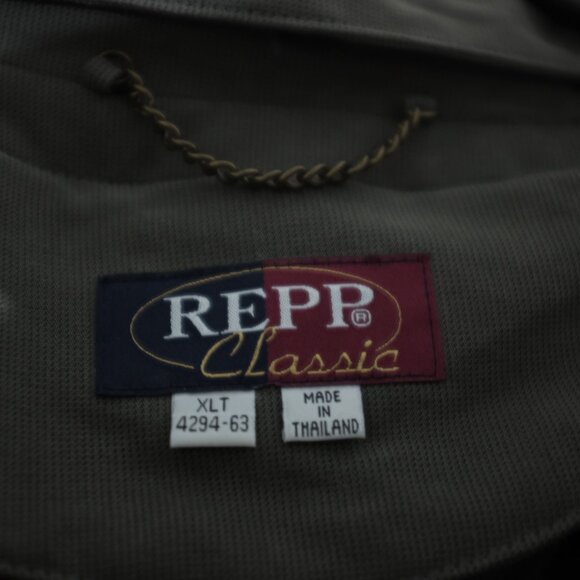 REPP®
Classic
XLT
4294-63
MADE
IN
THAILAND